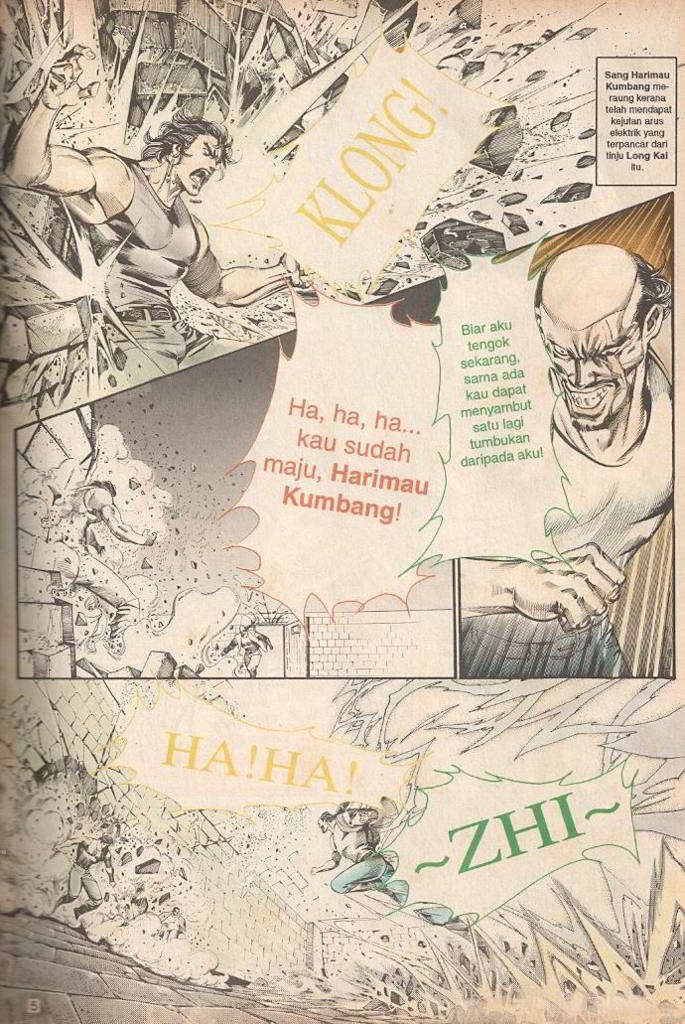 KLONG!
Sang Harimau
Kumbang me-
raung kerana
telah mendapat
kejutan arus
elektrik yang
terpancar dari
tinju Long Kai
itu.
Ha, ha, ha...
kau sudah
maju, Harimau
Kumbang!
Biar aku
tengok
sekarang,
sama ada
kau dapat
menyambut
satu lagi
tumbukan
daripada aku!
HA!HA!
~ZHI~
5